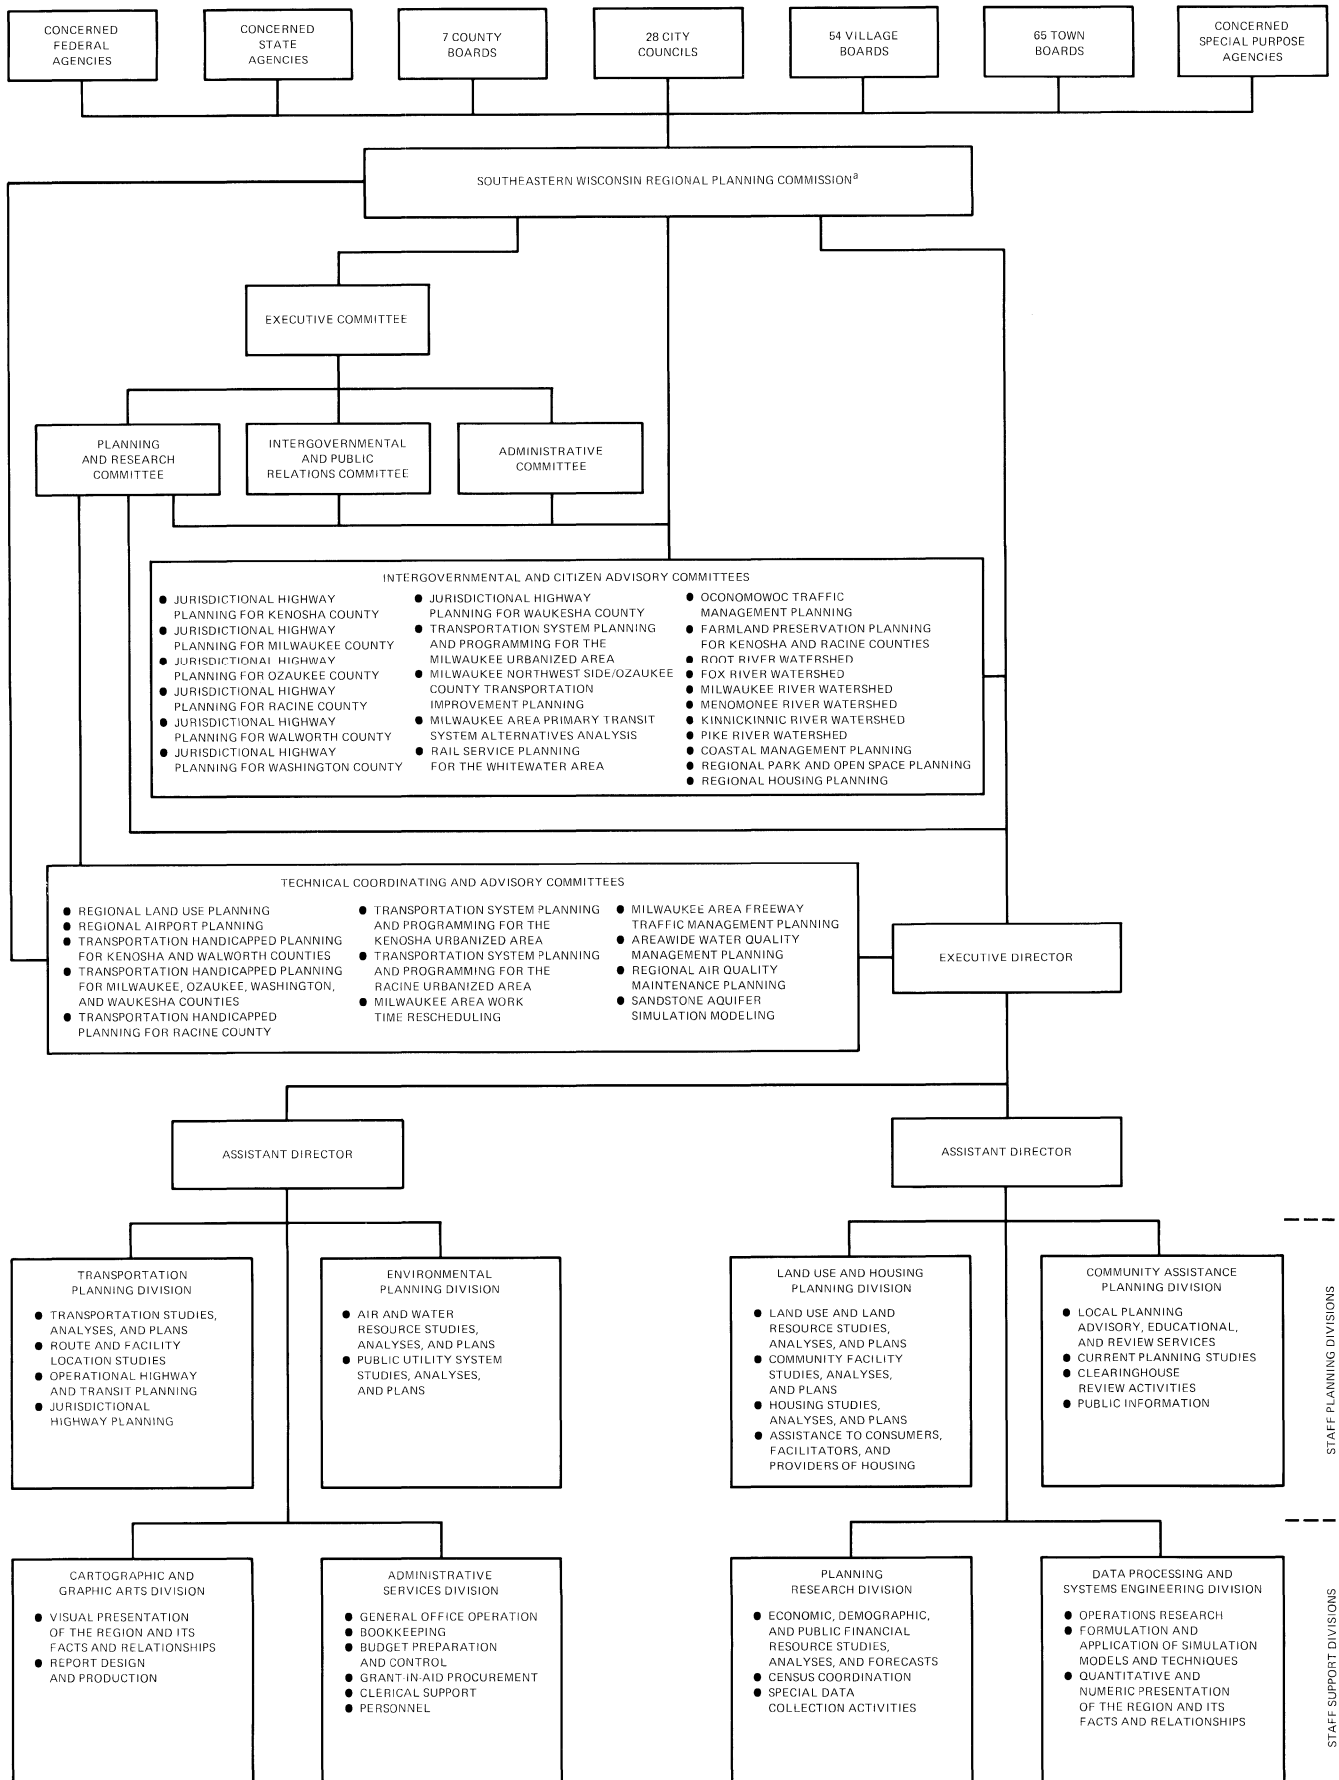 CONCERNED
FEDERAL
AGENCIES
CONCERNED
STATE
AGENCIES
7 COUNTY
BOARDS
28 CITY
COUNCILS
54 VILLAGE
BOARDS
65 TOWN
BOARDS
CONCERNED
SPECIAL PURPOSE
AGENCIES
SOUTHEASTERN WISCONSIN REGIONAL PLANNING COMMISSIONª
EXECUTIVE COMMITTEE
PLANNING
AND RESEARCH
COMMITTEE
INTERGOVERNMENTAL
AND PUBLIC
RELATIONS COMMITTEE
ADMINISTRATIVE
COMMITTEE
INTERGOVERNMENTAL AND CITIZEN ADVISORY COMMITTEES
● JURISDICTIONAL HIGHWAY
PLANNING FOR KENOSHA COUNTY
● JURISDICTIONAL HIGHWAY
PLANNING FOR MILWAUKEE COUNTY
● JURISDICTIONAL HIGHWAY
PLANNING FOR OZAUKEE COUNTY
● JURISDICTIONAL HIGHWAY
PLANNING FOR RACINE COUNTY
● JURISDICTIONAL HIGHWAY
PLANNING FOR WALWORTH COUNTY
● JURISDICTIONAL HIGHWAY
PLANNING FOR WASHINGTON COUNTY
● JURISDICTIONAL HIGHWAY
PLANNING FOR WAUKESHA COUNTY
● TRANSPORTATION SYSTEM PLANNING
AND PROGRAMMING FOR THE
MILWAUKEE URBANIZED AREA
● MILWAUKEE NORTHWEST SIDE/OZAUKEE
COUNTY TRANSPORTATION
IMPROVEMENT PLANNING
● MILWAUKEE AREA PRIMARY TRANSIT
SYSTEM ALTERNATIVES ANALYSIS
● RAIL SERVICE PLANNING
FOR THE WHITEWATER AREA
● OCONOMOWOC TRAFFIC
MANAGEMENT PLANNING
● FARMLAND PRESERVATION PLANNING
FOR KENOSHA AND RACINE COUNTIES
● ROOT RIVER WATERSHED
● FOX RIVER WATERSHED
● MILWAUKEE RIVER WATERSHED
● MENOMONEE RIVER WATERSHED
● KINNICKINNIC RIVER WATERSHED
● PIKE RIVER WATERSHED
● COASTAL MANAGEMENT PLANNING
● REGIONAL PARK AND OPEN SPACE PLANNING
● REGIONAL HOUSING PLANNING
TECHNICAL COORDINATING AND ADVISORY COMMITTEES
● REGIONAL LAND USE PLANNING
● REGIONAL AIRPORT PLANNING
● TRANSPORTATION HANDICAPPED PLANNING
FOR KENOSHA AND WALWORTH COUNTIES
● TRANSPORTATION HANDICAPPED PLANNING
FOR MILWAUKEE, OZAUKEE, WASHINGTON,
AND WAUKESHA COUNTIES
● TRANSPORTATION HANDICAPPED
PLANNING FOR RACINE COUNTY
● TRANSPORTATION SYSTEM PLANNING
AND PROGRAMMING FOR THE
KENOSHA URBANIZED AREA
● TRANSPORTATION SYSTEM PLANNING
AND PROGRAMMING FOR THE
RACINE URBANIZED AREA
● MILWAUKEE AREA WORK
TIME RESCHEDULING
● MILWAUKEE AREA FREEWAY
TRAFFIC MANAGEMENT PLANNING
● AREAWIDE WATER QUALITY
MANAGEMENT PLANNING
● REGIONAL AIR QUALITY
MAINTENANCE PLANNING
● SANDSTONE AQUIFER
SIMULATION MODELING
EXECUTIVE DIRECTOR
ASSISTANT DIRECTOR
ASSISTANT DIRECTOR
TRANSPORTATION
PLANNING DIVISION
● TRANSPORTATION STUDIES,
ANALYSES, AND PLANS
● ROUTE AND FACILITY
LOCATION STUDIES
● OPERATIONAL HIGHWAY
AND TRANSIT PLANNING
● JURISDICTIONAL
HIGHWAY PLANNING
ENVIRONMENTAL
PLANNING DIVISION
● AIR AND WATER
RESOURCE STUDIES,
ANALYSES, AND PLANS
● PUBLIC UTILITY SYSTEM
STUDIES, ANALYSES,
AND PLANS
LAND USE AND HOUSING
PLANNING DIVISION
● LAND USE AND LAND
RESOURCE STUDIES,
ANALYSES, AND PLANS
● COMMUNITY FACILITY
STUDIES, ANALYSES,
AND PLANS
● HOUSING STUDIES,
ANALYSES, AND PLANS
● ASSISTANCE TO CONSUMERS,
FACILITATORS, AND
PROVIDERS OF HOUSING
COMMUNITY ASSISTANCE
PLANNING DIVISION
● LOCAL PLANNING
ADVISORY, EDUCATIONAL,
AND REVIEW SERVICES
● CURRENT PLANNING STUDIES
● CLEARINGHOUSE
REVIEW ACTIVITIES
● PUBLIC INFORMATION
STAFF PLANNING DIVISIONS
CARTOGRAPHIC AND
GRAPHIC ARTS DIVISION
● VISUAL PRESENTATION
OF THE REGION AND ITS
FACTS AND RELATIONSHIPS
● REPORT DESIGN
AND PRODUCTION
ADMINISTRATIVE
SERVICES DIVISION
● GENERAL OFFICE OPERATION
● BOOKKEEPING
● BUDGET PREPARATION
AND CONTROL
● GRANT-IN-AID PROCUREMENT
● CLERICAL SUPPORT
● PERSONNEL
PLANNING
RESEARCH DIVISION
● ECONOMIC, DEMOGRAPHIC,
AND PUBLIC FINANCIAL
RESOURCE STUDIES,
ANALYSES, AND FORECASTS
● CENSUS COORDINATION
● SPECIAL DATA
COLLECTION ACTIVITIES
DATA PROCESSING AND
SYSTEMS ENGINEERING DIVISION
● OPERATIONS RESEARCH
● FORMULATION AND
APPLICATION OF SIMULATION
MODELS AND TECHNIQUES
● QUANTITATIVE AND
NUMERIC PRESENTATION
OF THE REGION AND ITS
FACTS AND RELATIONSHIPS
STAFF SUPPORT DIVISIONS